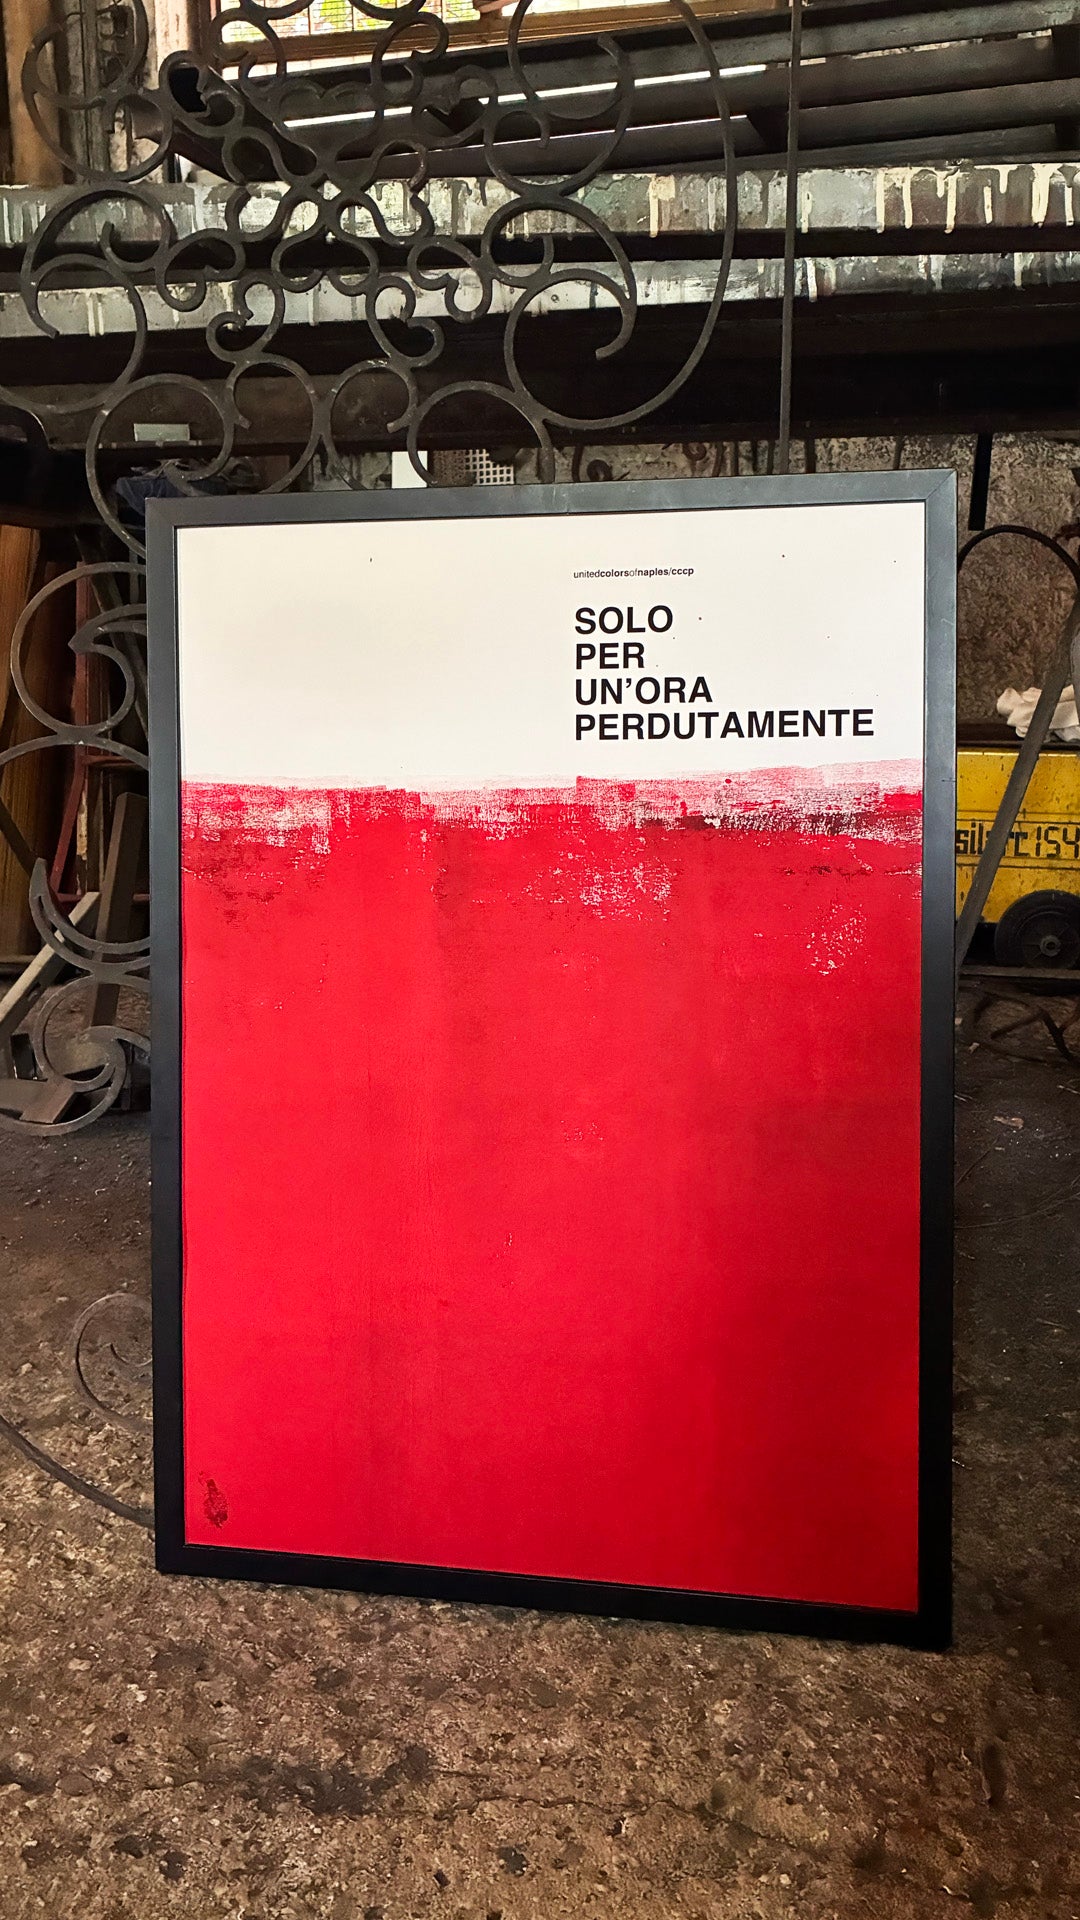 unitedcolorsofnaples/cccp
SOLO
PER
UN’ORA
PERDUTAMENTE